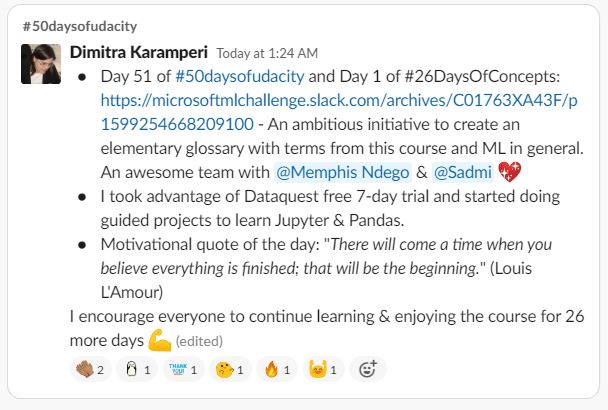 #50daysofudacity
Dimitra Karamperi Today at 1:24 AM
• Day 51 of #50daysofudacity and Day 1 of #26DaysOfConcepts:
https://microsoftmlchallenge.slack.com/archives/C01763XA43F/p
1599254668209100 - An ambitious initiative to create an
elementary glossary with terms from this course and ML in general.
An awesome team with @Memphis Ndego & @Sadmi 💖
• I took advantage of Dataquest free 7-day trial and started doing
guided projects to learn Jupyter & Pandas.
• Motivational quote of the day: "There will come a time when you
believe everything is finished; that will be the beginning." (Louis
L'Amour)
I encourage everyone to continue learning & enjoying the course for 26
more days 💪 (edited)
2 1 THANK YOU! 1 1 1 1